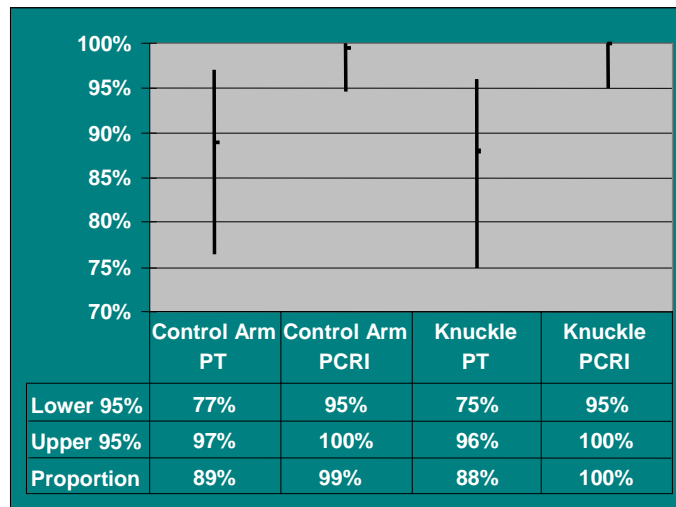 100%
95%
90%
85%
80%
75%
70%
Control Arm PT Control Arm PCRI Knuckle PT Knuckle PCRI
Lower 95% 77% 95% 75% 95%
Upper 95% 97% 100% 96% 100%
Proportion 89% 99% 88% 100%